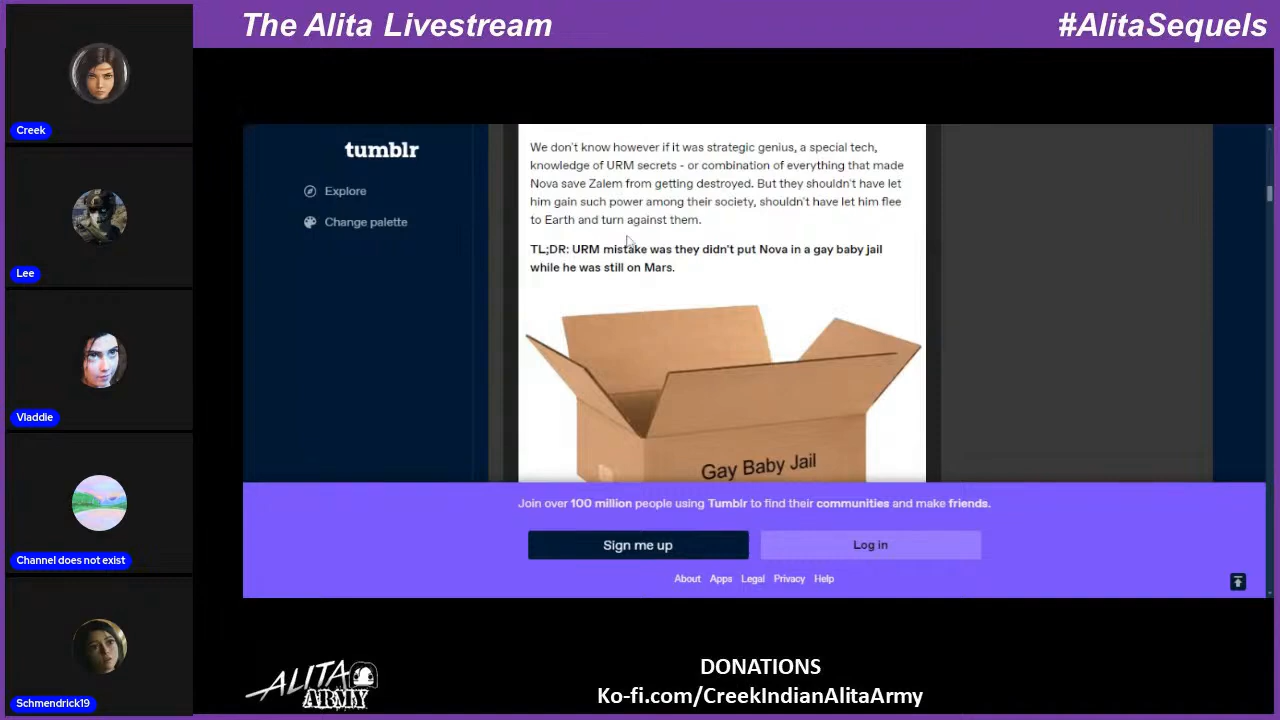 The Alita Livestream
#AlitaSequels
Creek
Lee
Vladdie
Channel does not exist
Schmendrick19
tumblr
Explore
Change palette
We don't know however if it was strategic genius, a special tech,
knowledge of URM secrets - or combination of everything that made
Nova save Zalem from getting destroyed. But they shouldn't have let
him gain such power among their society, shouldn't have let him flee
to Earth and turn against them.
TL;DR: URM mistake was they didn't put Nova in a gay baby jail
while he was still on Mars.
Gay Baby Jail
Join over 100 million people using Tumblr to find their communities and make friends.
Sign me up
Log in
About Apps Legal Privacy Help
ALITA
ARMY
DONATIONS
Ko-fi.com/CreekIndianAlitaArmy